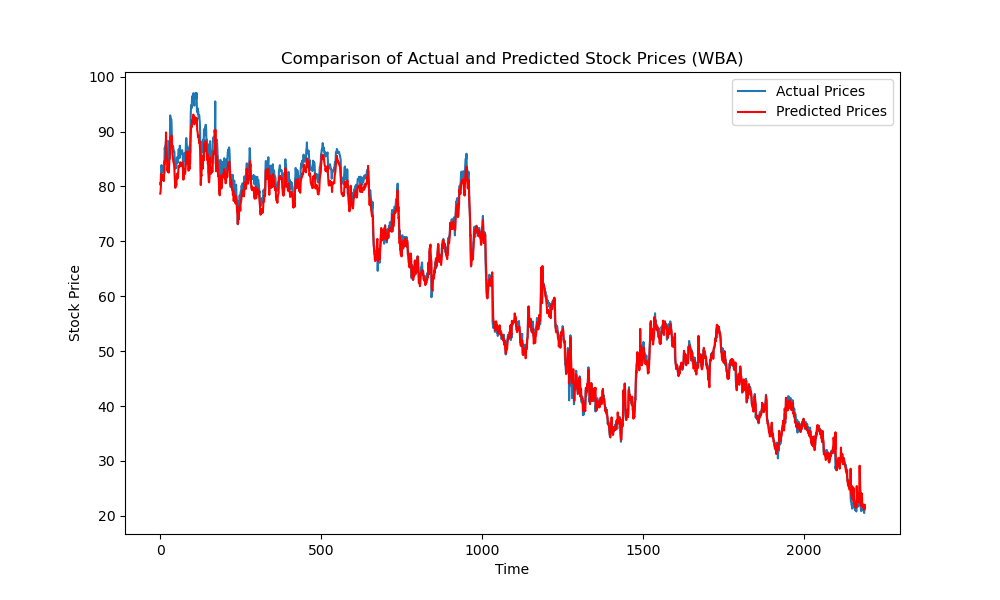 Comparison of Actual and Predicted Stock Prices (WBA)
Actual Prices
Predicted Prices
Stock Price
100
90
80
70
60
50
40
30
20
0 500 1000 1500 2000
Time